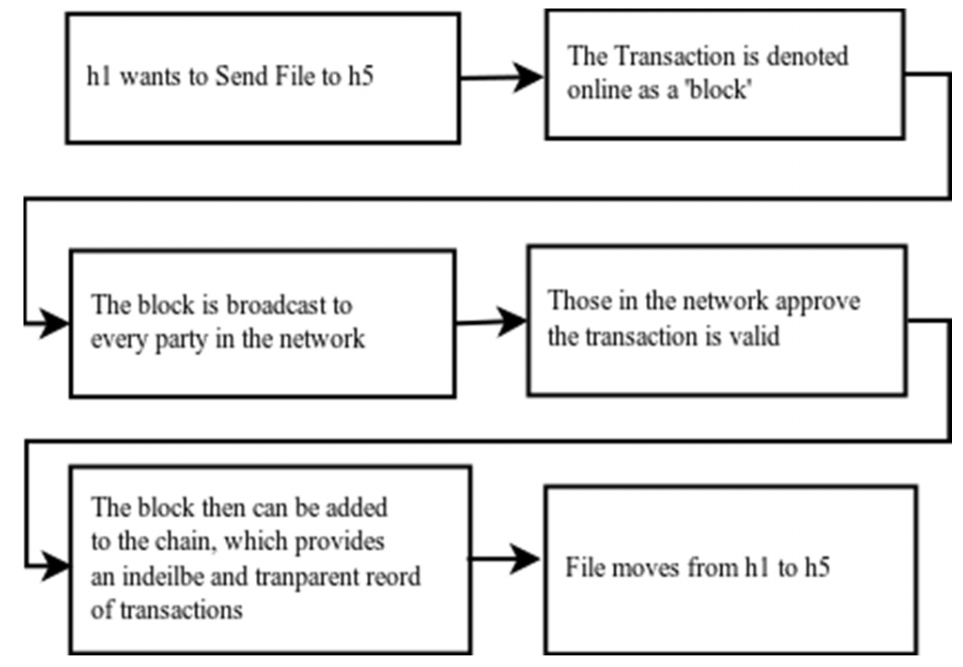 h1 wants to Send File to h5
The Transaction is denoted
online as a 'block'
The block is broadcast to
every party in the network
Those in the network approve
the transaction is valid
The block then can be added
to the chain, which provides
an indeilbe and tranparent reord
of transactions
File moves from h1 to h5